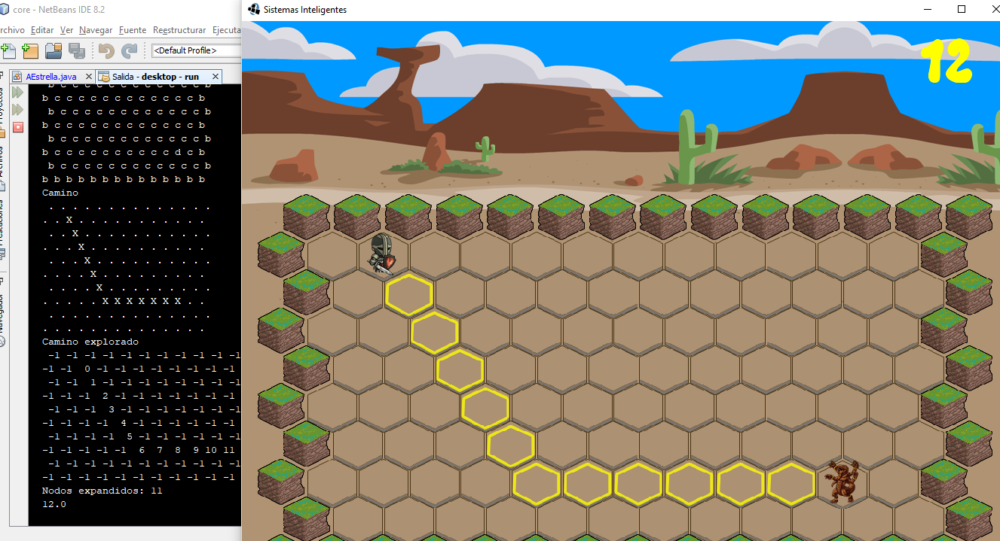 core - NetBeans IDE 8.2
Sistemas Inteligentes
rchivo Editar Ver Navegar Fuente Reestructurar Ejecuta
<Default Profile>
AEstrella.java
Salida - desktop - run
12
b c c c c c c c c c c c c b
b c c c c c c c c c c c c b
b c c c c c c c c c c c c b
b c c c c c c c c c c c c b
b c c c c c c c c c c c c b
b c c c c c c c c c c d c b
b c c c c c c c c c c c c b
b b b b b b b b b b b b b b
Camino
. . . . . . . . . . . . . .
. . X . . . . . . . . . . .
. . X . . . . . . . . . . .
. . . X . . . . . . . . . .
. . . X . . . . . . . . . .
. . . . X . . . . . . . . .
. . . . X . . . . . . . . .
. . . . . X X X X X X X . .
. . . . . . . . . . . . . .
. . . . . . . . . . . . . .
Camino explorado
-1 -1 -1 -1 -1 -1 -1 -1 -1 -1 -1
-1 -1 0 -1 -1 -1 -1 -1 -1 -1 -1
-1 -1 1 -1 -1 -1 -1 -1 -1 -1 -1
-1 -1 -1 2 -1 -1 -1 -1 -1 -1 -1
-1 -1 -1 3 -1 -1 -1 -1 -1 -1 -1
-1 -1 -1 -1 4 -1 -1 -1 -1 -1 -1
-1 -1 -1 -1 5 -1 -1 -1 -1 -1 -1
-1 -1 -1 -1 -1 6 7 8 9 10 11
-1 -1 -1 -1 -1 -1 -1 -1 -1 -1 -1
-1 -1 -1 -1 -1 -1 -1 -1 -1 -1 -1
Nodos expandidos: 11
12.0